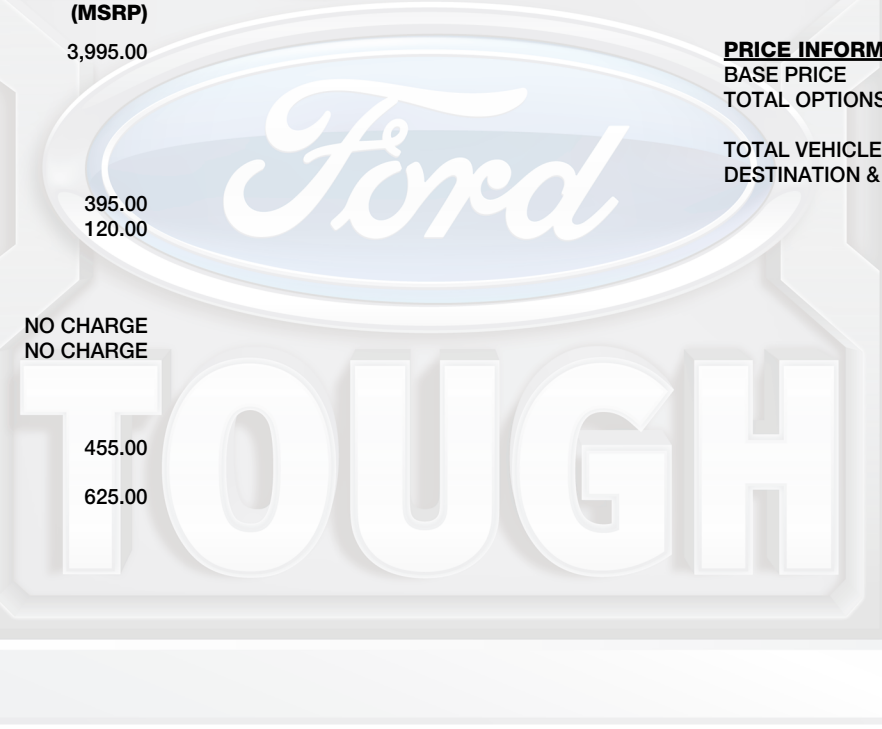 (MSRP)
3,995.00
395.00
120.00
NO CHARGE
NO CHARGE
455.00
625.00
PRICE INFORM
BASE PRICE
TOTAL OPTIONS
TOTAL VEHICLE
DESTINATION &
Ford
TOUGH